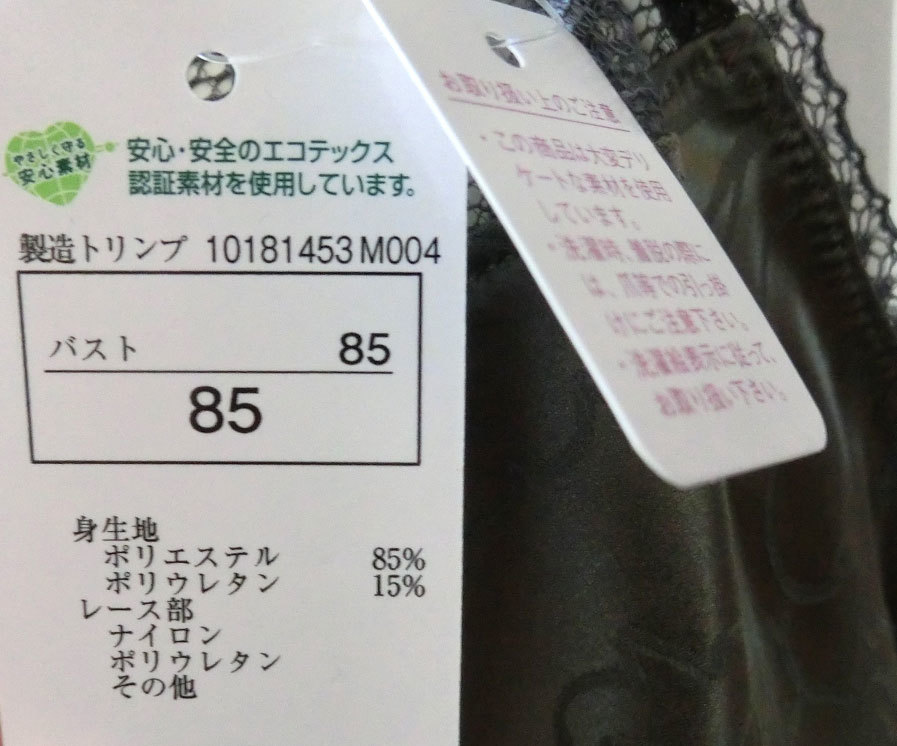 やさしく守る
安心素材
安心・安全のエコテックス
認証素材を使用しています。
製造トリンプ 10181453M004
バスト 85
85
身生地
ポリエステル 85%
ポリウレタン 15%
レース部
ナイロン
ポリウレタン
その他
お取り扱い上のご注意
・この商品は大変デリ
ケートな素材を使用
しています。
・洗濯時、着脱の際に
は、爪等での引っ掛
けにご注意下さい。
・洗濯絵表示に従って、
お取り扱い下さい。